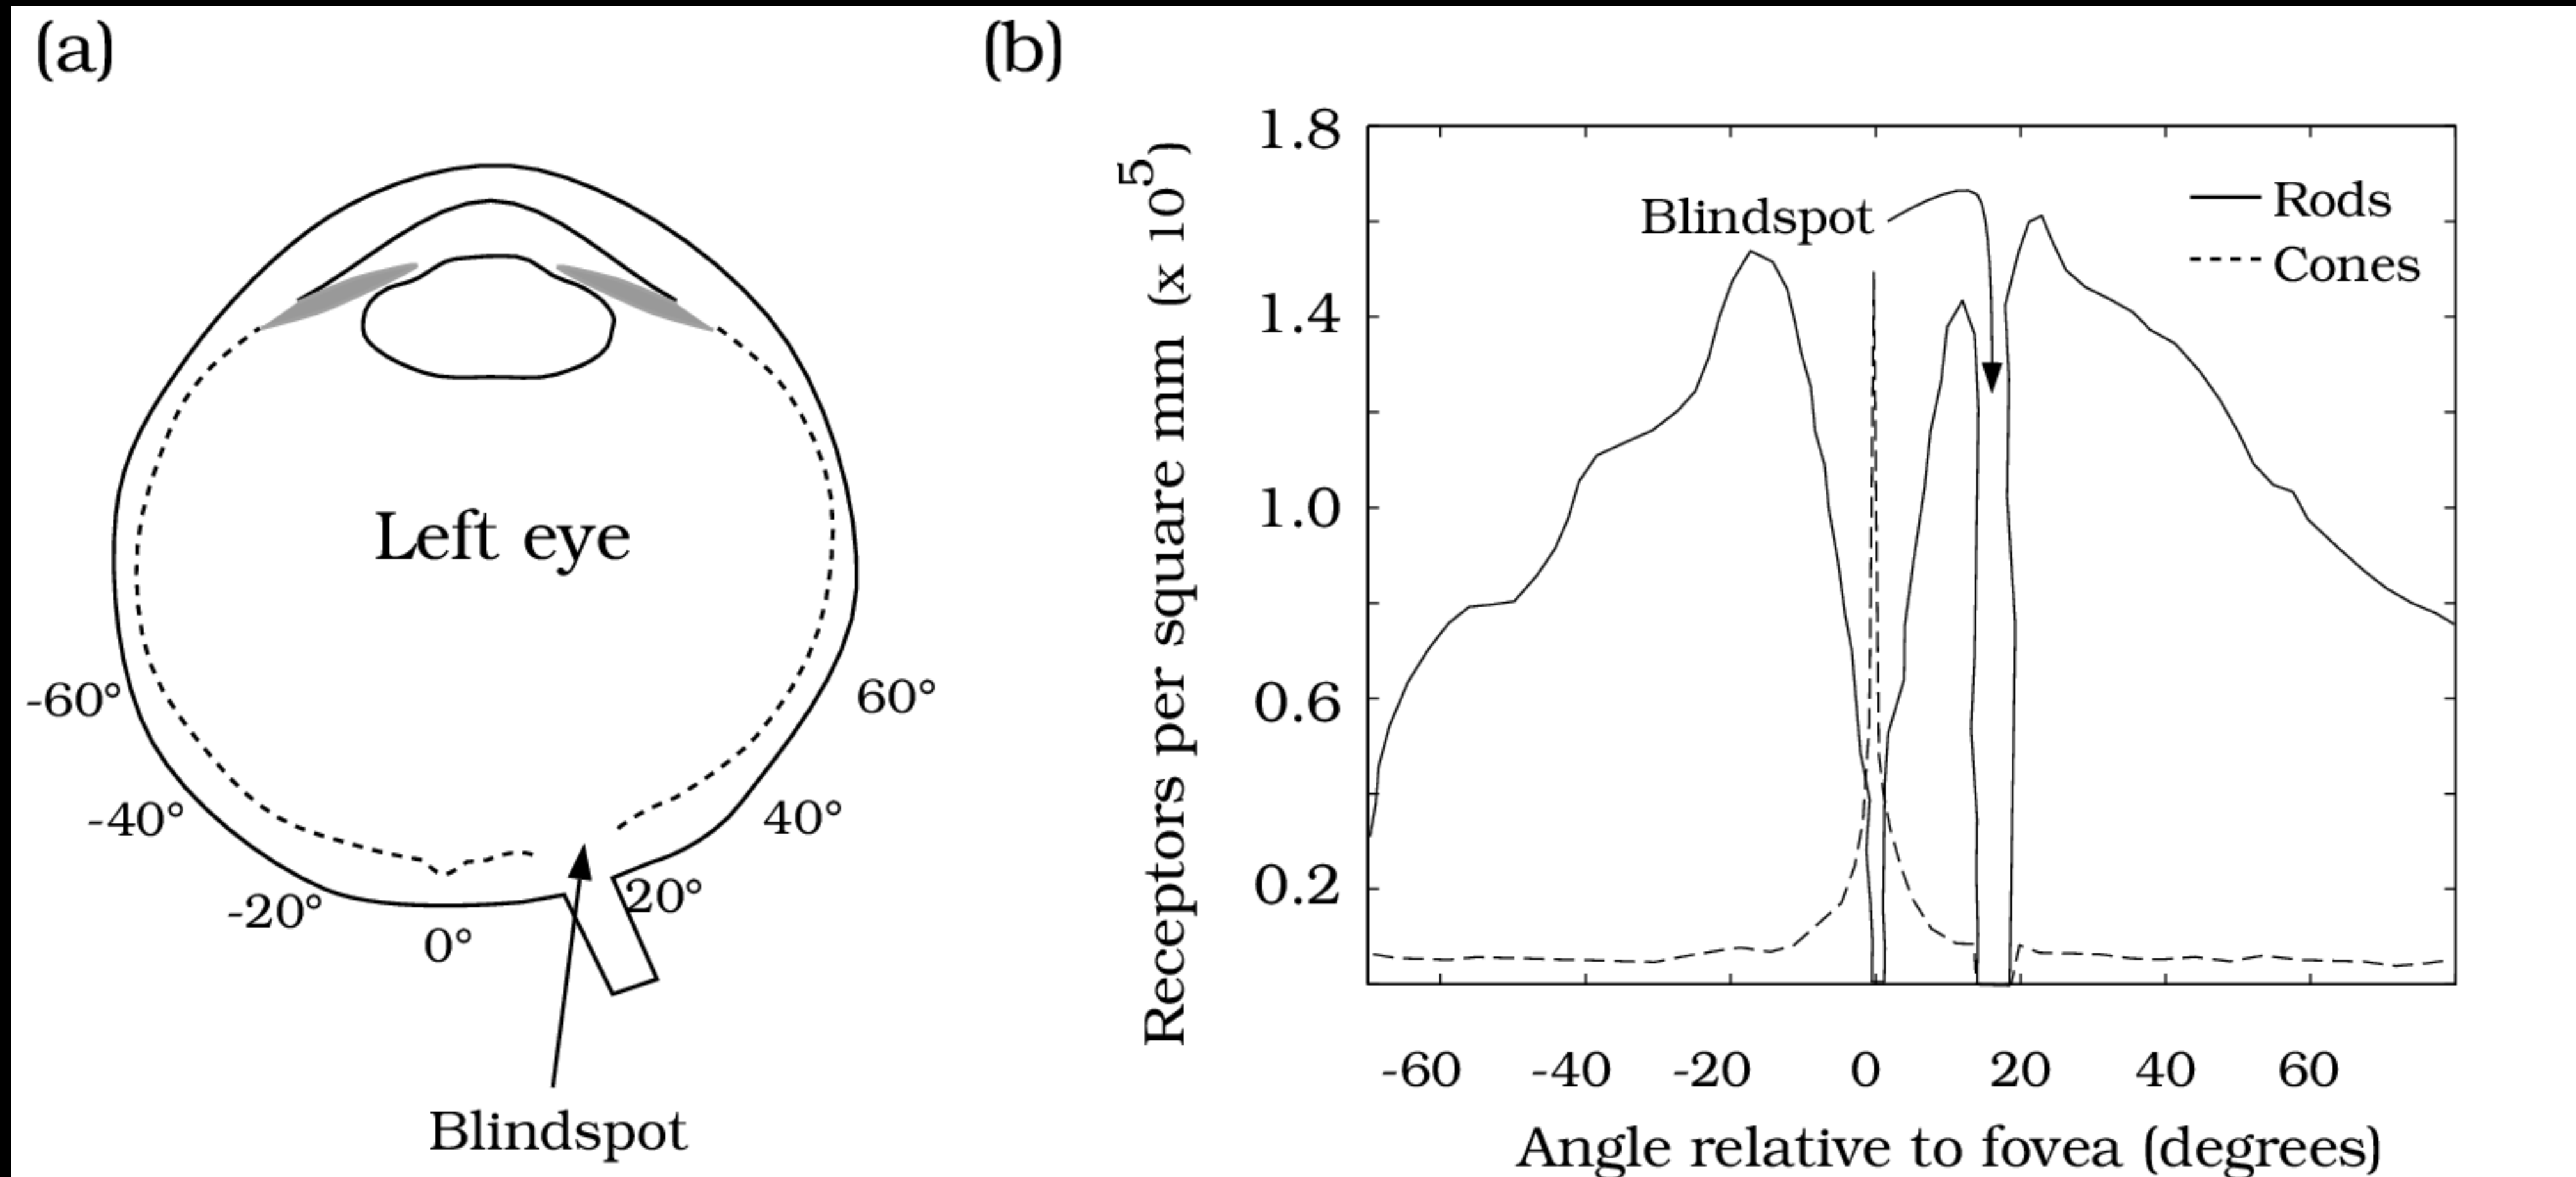 (a)
Left eye
-60°
60°
-40°
40°
-20°
20°
0°
Blindspot
(b)
Receptors per square mm (x 10⁵)
1.8
1.4
1.0
0.6
0.2
Blindspot
Rods
Cones
-60 -40 -20 0 20 40 60
Angle relative to fovea (degrees)